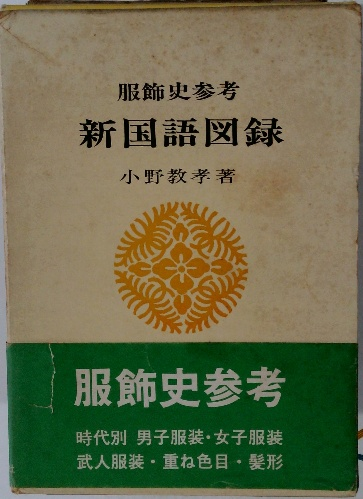 服飾史参考
新国語図録
小野教孝著
服飾史参考
時代別 男子服装・女子服装
武人服装・重ね色目・髪形